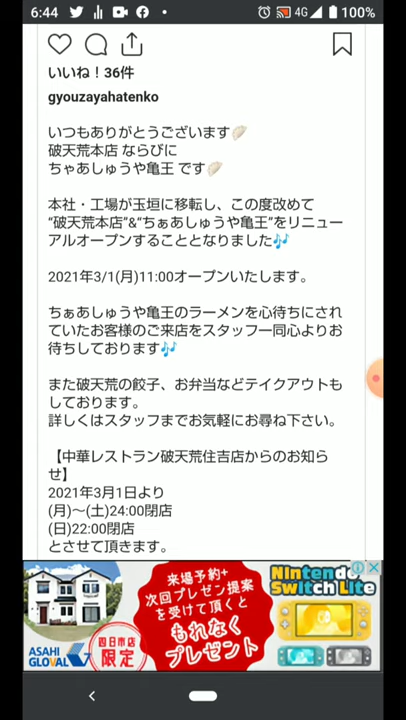 6:44
4G
100%
いいね！36件
gyouzayahatenko
いつもありがとうございます🥟
破天荒本店 ならびに
ちゃあしゅうや亀王 です🥟
本社・工場が玉垣に移転し、この度改めて
“破天荒本店”&“ちぁあしゅうや亀王”をリニュー
アルオープンすることとなりました🎶
2021年3/1(月)11:00オープンいたします。
ちぁあしゅうや亀王のラーメンを心待ちにされ
ていたお客様のご来店をスタッフ一同心よりお
待ちしております🎶
また破天荒の餃子、お弁当などテイクアウトも
しております。
詳しくはスタッフまでお気軽にお尋ね下さい。
【中華レストラン破天荒住吉店からのお知ら
せ】
2021年3月1日より
(月)〜(土)24:00閉店
(日)22:00閉店
とさせて頂きます。
来場予約+
次回プレゼン提案
を受けて頂くと
もれなく
プレゼント
ASAHI
GLOVAL
四日市店
限定
Nintendo
Switch Lite